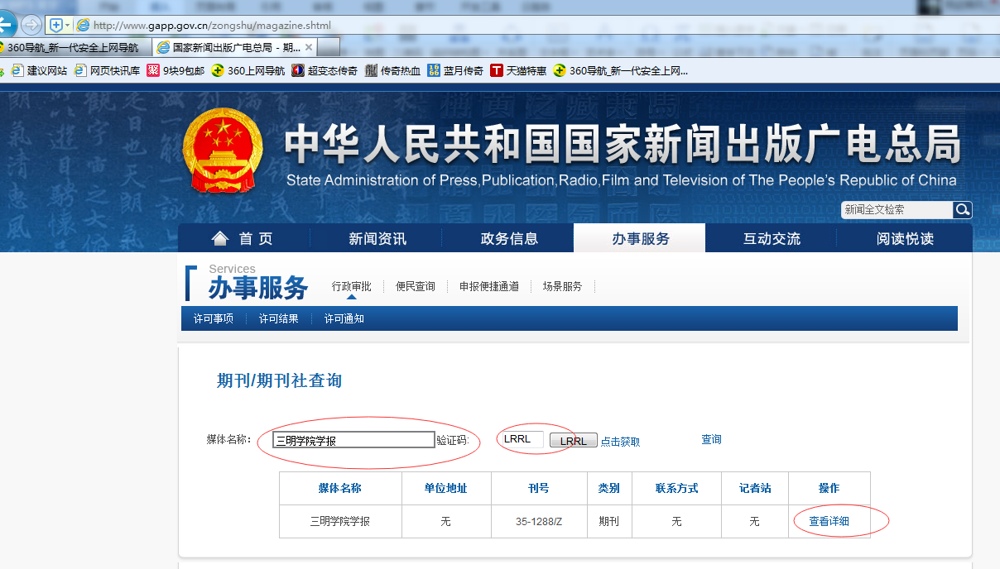 http://www.gapp.gov.cn/zongshu/magazine.shtml
360导航_新一代安全上网导航
国家新闻出版广电总局 - 期...
建议网站
网页快讯库
9块9包邮
360上网导航
超变态传奇
传奇热血
蓝月传奇
天猫特惠
360导航_新一代安全上网...
中华人民共和国国家新闻出版广电总局
State Administration of Press,Publication,Radio,Film and Television of The People's Republic of China
新闻全文检索
首 页
新闻资讯
政务信息
办事服务
互动交流
阅读悦读
Services
办事服务
行政审批
便民查询
申报便捷通道
场景服务
许可事项
许可结果
许可通知
期刊/期刊社查询
媒体名称: 三明学院学报 验证码: LRRL LRRL 点击获取 查询
媒体名称 单位地址 刊号 类别 联系方式 记者站 操作
三明学院学报 无 35-1288/Z 期刊 无 无 查看详细